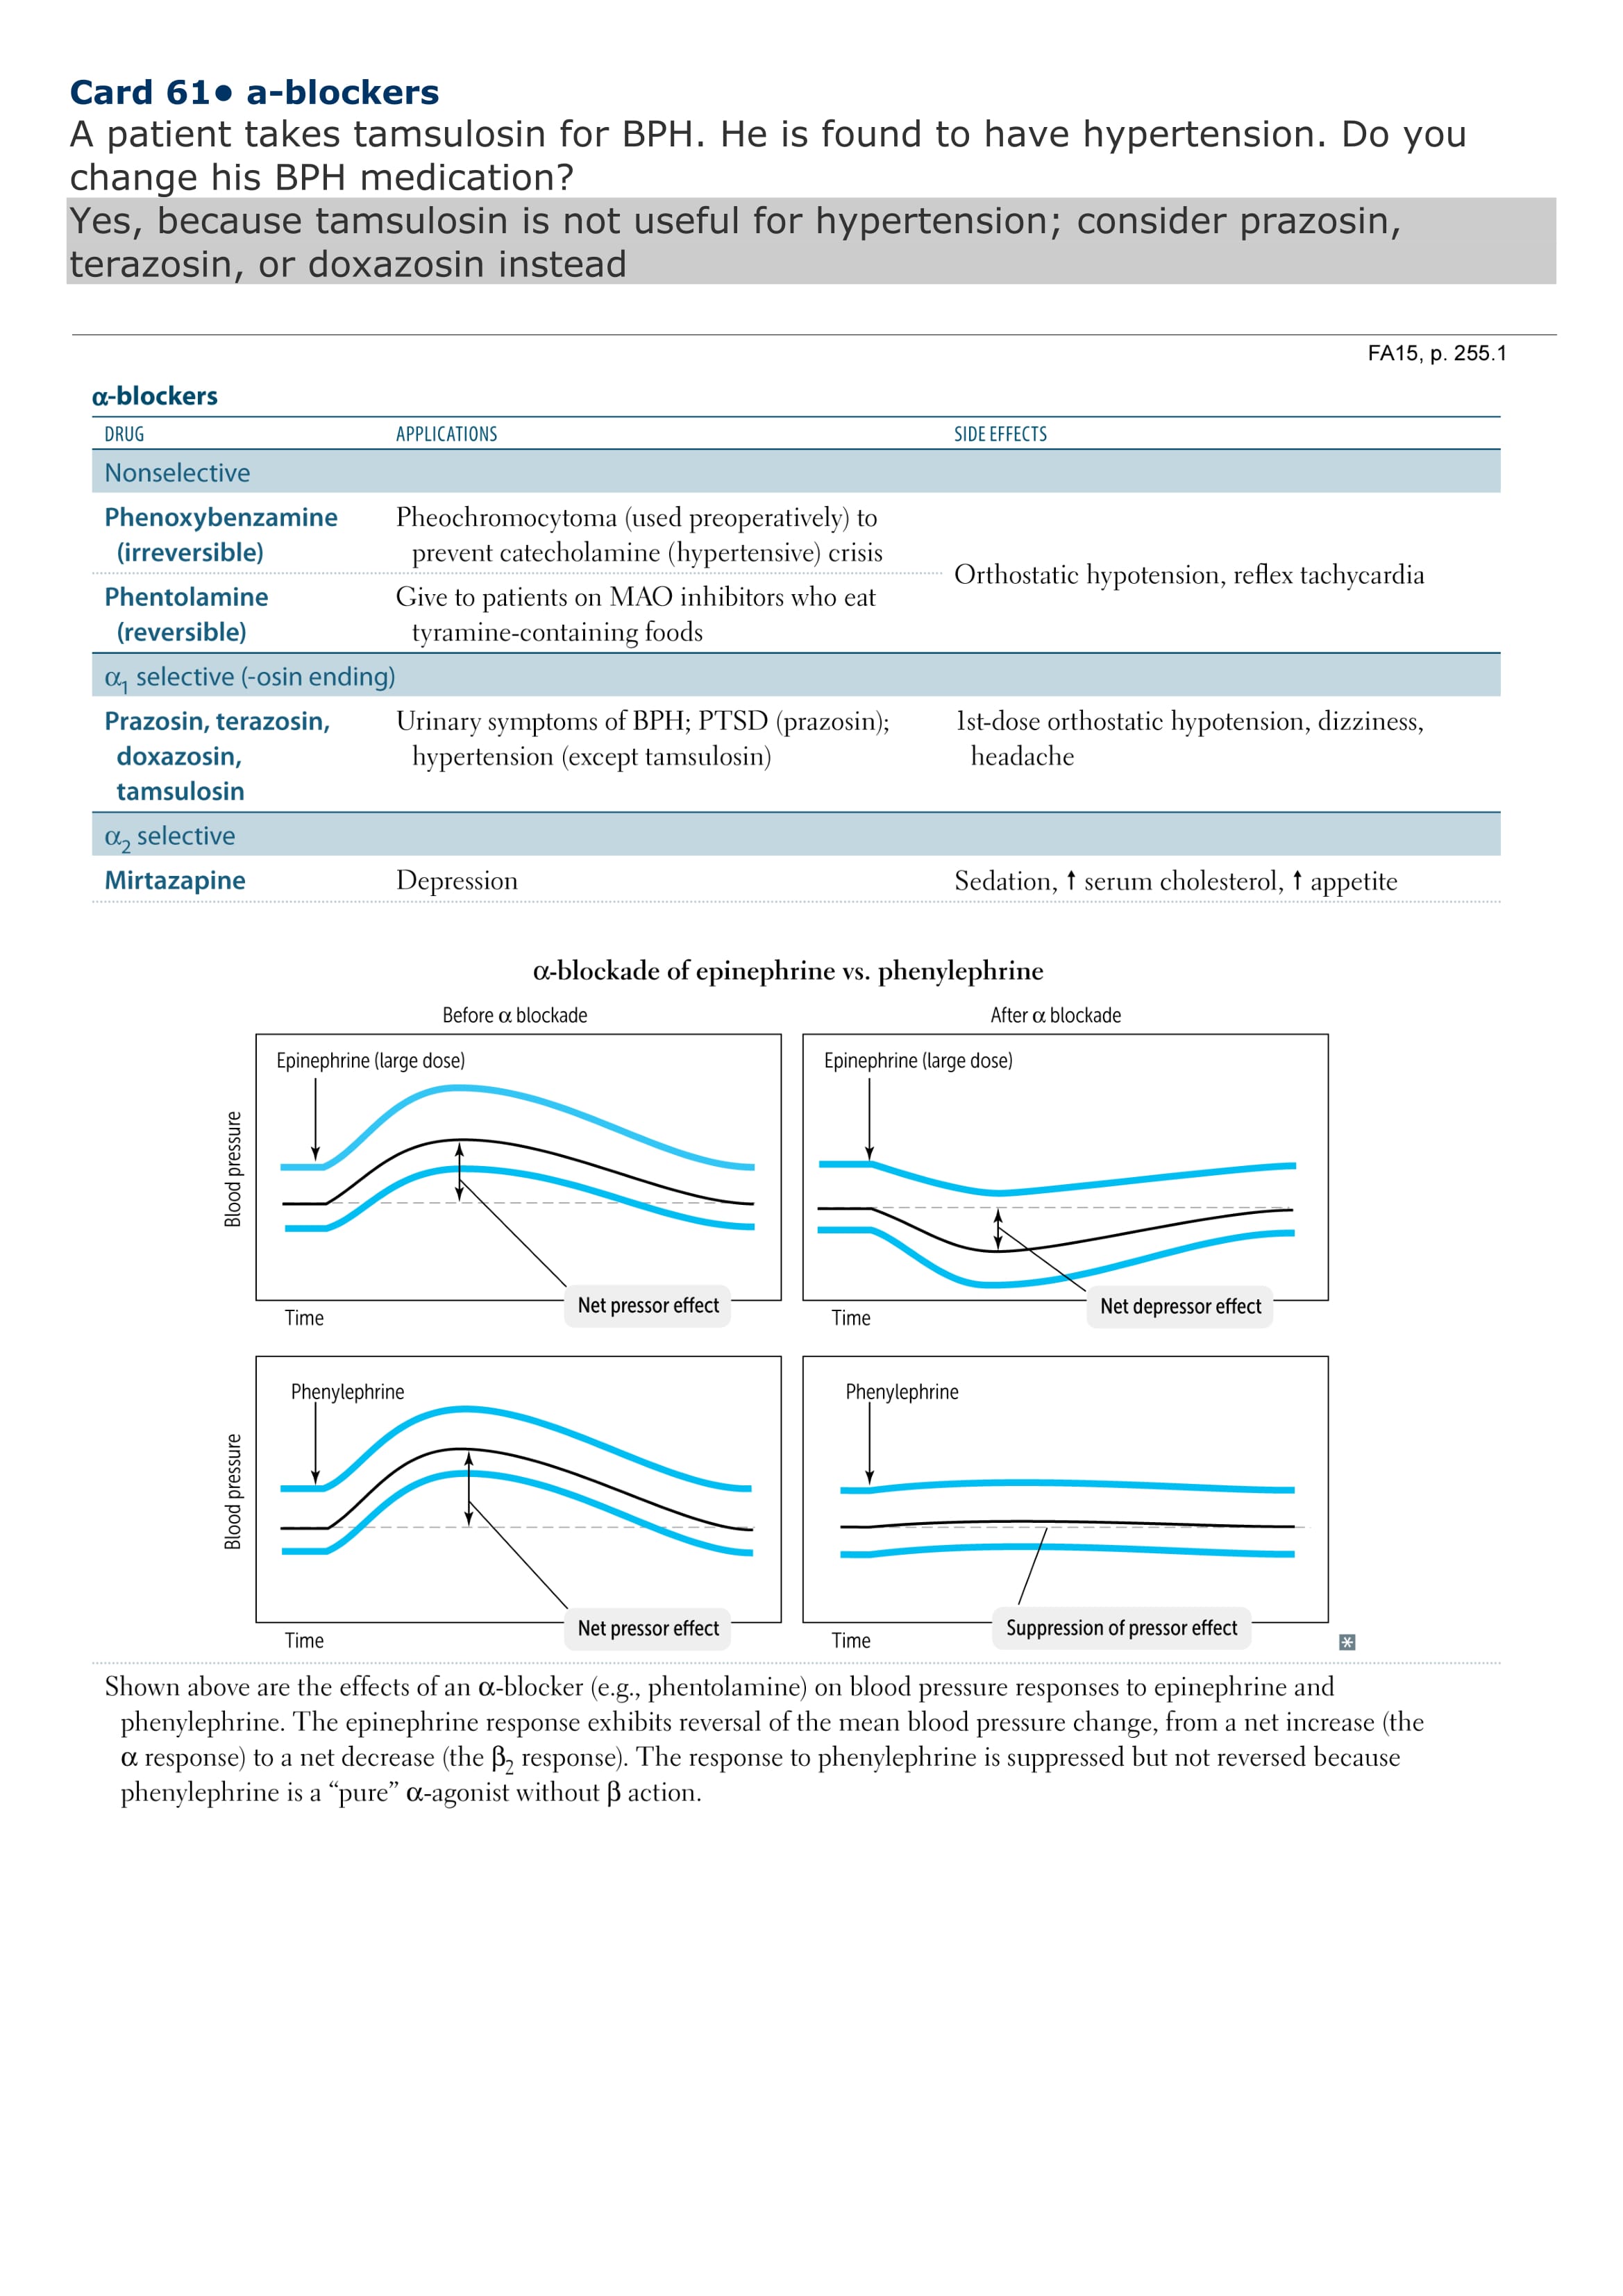 Card 61● a-blockers
A patient takes tamsulosin for BPH. He is found to have hypertension. Do you
change his BPH medication?
Yes, because tamsulosin is not useful for hypertension; consider prazosin,
terazosin, or doxazosin instead
FA15, p. 255.1
α-blockers
DRUG APPLICATIONS SIDE EFFECTS
Nonselective
Phenoxybenzamine
(irreversible)
Pheochromocytoma (used preoperatively) to
prevent catecholamine (hypertensive) crisis
Orthostatic hypotension, reflex tachycardia
Phentolamine
(reversible)
Give to patients on MAO inhibitors who eat
tyramine-containing foods
α₁ selective (-osin ending)
Prazosin, terazosin,
doxazosin,
tamsulosin
Urinary symptoms of BPH; PTSD (prazosin);
hypertension (except tamsulosin)
1st-dose orthostatic hypotension, dizziness,
headache
α₂ selective
Mirtazapine Depression Sedation, ↑ serum cholesterol, ↑ appetite
α-blockade of epinephrine vs. phenylephrine
Before α blockade
After α blockade
Epinephrine (large dose)
Blood pressure
Net pressor effect
Time
Epinephrine (large dose)
Net depressor effect
Time
Phenylephrine
Blood pressure
Net pressor effect
Time
Phenylephrine
Suppression of pressor effect
Time
Shown above are the effects of an α-blocker (e.g., phentolamine) on blood pressure responses to epinephrine and
phenylephrine. The epinephrine response exhibits reversal of the mean blood pressure change, from a net increase (the
α response) to a net decrease (the β₂ response). The response to phenylephrine is suppressed but not reversed because
phenylephrine is a “pure” α-agonist without β action.